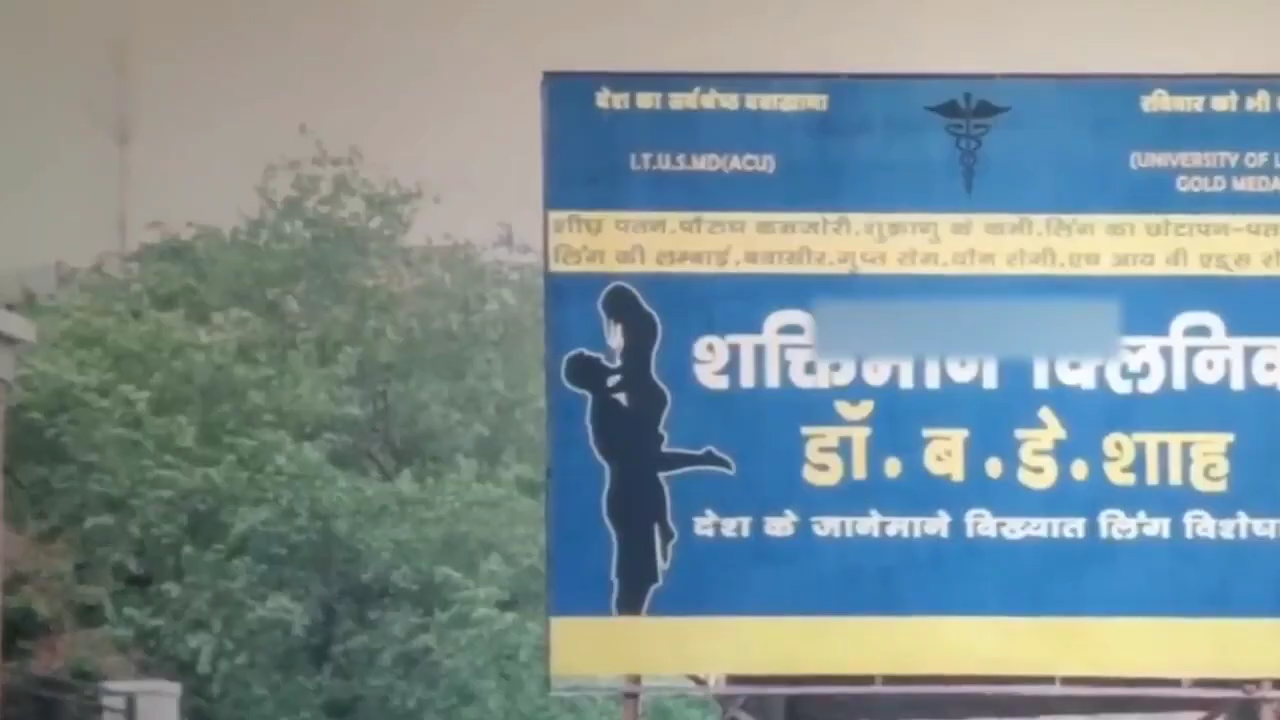 देश का सर्वश्रेष्ठ दवाखाना
रविवार को भी
I.T.U.S.MD(ACU)
(UNIVERSITY OF
GOLD MEDA
शीघ्र पतन.पौरुष कमजोरी.शुक्राणु की कमी.लिंग का छोटापन-पत
लिंग की लम्बाई.बवासीर.गुप्त रोग.यौन रोगी.एच आय वी एड्स रो
शक्तिमान क्लिनिक
डॉ.ब.डे.शाह
देश के जानेमाने विख्यात लिंग विशेष